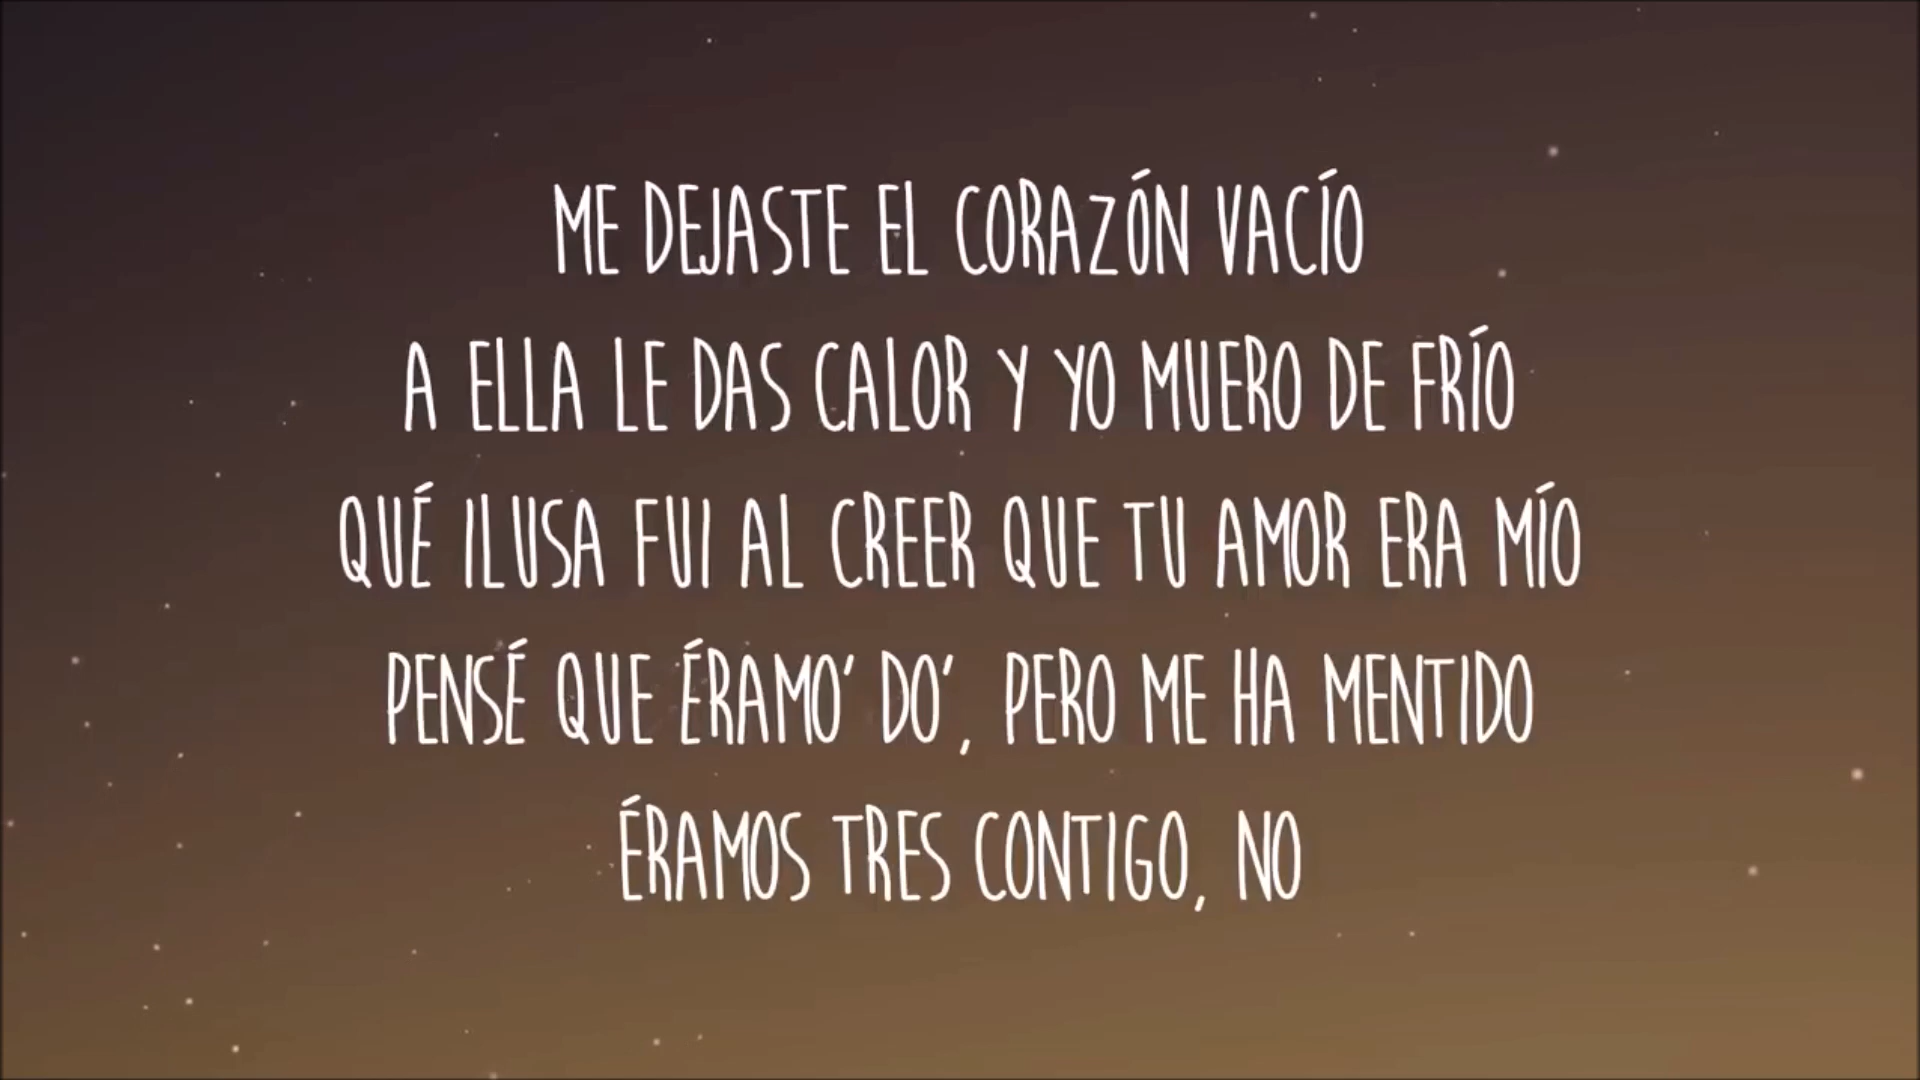 ME DEJASTE EL CORAZÓN VACÍO
A ELLA LE DAS CALOR Y YO MUERO DE FRÍO
QUÉ ILUSA FUI AL CREER QUE TU AMOR ERA MÍO
PENSÉ QUE ÉRAMO' DO', PERO ME HA MENTIDO
ÉRAMOS TRES CONTIGO, NO